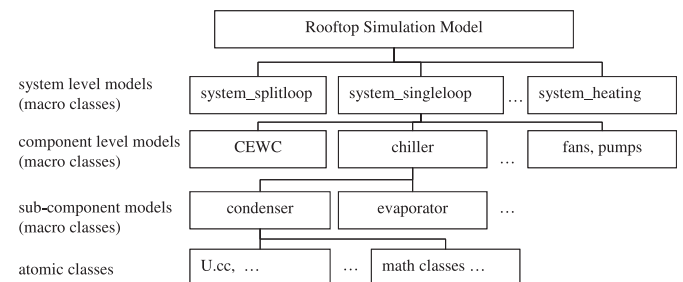 Rooftop Simulation Model
system level models
(macro classes)
system_splitloop
system_singleloop
...
system_heating
component level models
(macro classes)
CEWC
chiller
...
fans, pumps
sub-component models
(macro classes)
condenser
evaporator
...
atomic classes
U.cc, ...
...
math classes ...